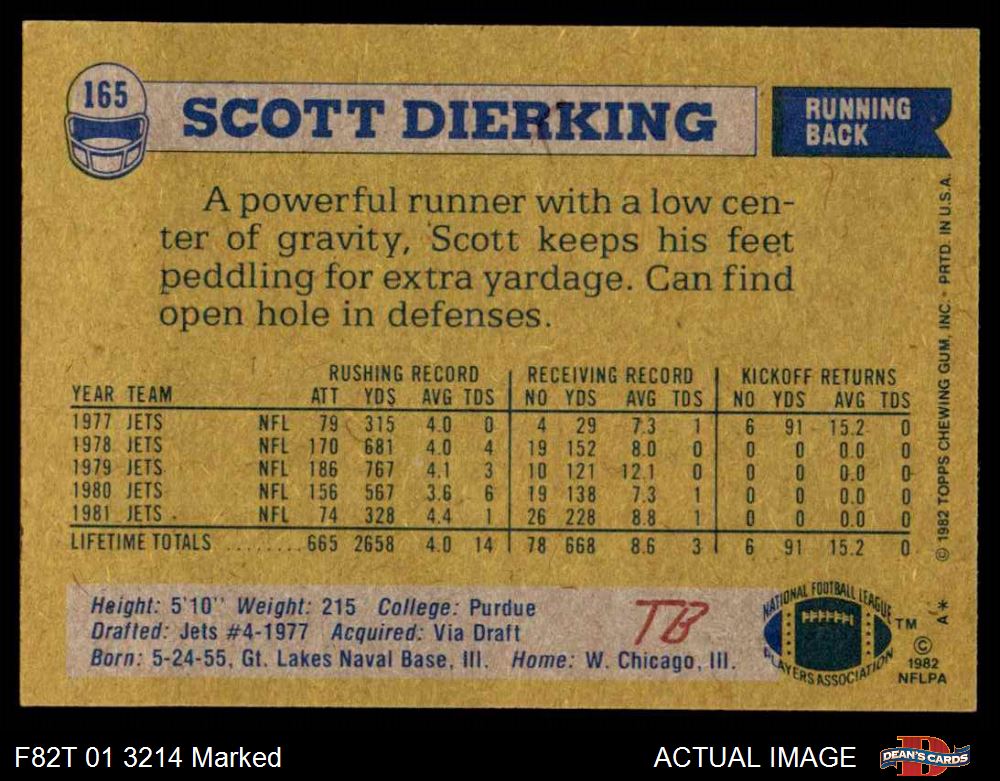 165
SCOTT DIERKING
RUNNING
BACK
A powerful runner with a low cen-
ter of gravity, Scott keeps his feet
peddling for extra yardage. Can find
open hole in defenses.
RUSHING RECORD RECEIVING RECORD KICKOFF RETURNS
YEAR TEAM ATT YDS AVG TDS NO YDS AVG TDS NO YDS AVG TDS
1977 JETS NFL 79 315 4.0 0 4 29 7.3 1 6 91 15.2 0
1978 JETS NFL 170 681 4.0 4 19 152 8.0 0 0 0 0.0 0
1979 JETS NFL 186 767 4.1 3 10 121 12.1 0 0 0 0.0 0
1980 JETS NFL 156 567 3.6 6 19 138 7.3 1 0 0 0.0 0
1981 JETS NFL 74 328 4.4 1 26 228 8.8 1 0 0 0.0 0
LIFETIME TOTALS ......... 665 2658 4.0 14 78 668 8.6 3 6 91 15.2 0
Height: 5'10" Weight: 215 College: Purdue
Drafted: Jets #4-1977 Acquired: Via Draft
Born: 5-24-55, Gt. Lakes Naval Base, Ill. Home: W. Chicago, Ill.
TB
NATIONAL FOOTBALL LEAGUE
PLAYERS ASSOCIATION
TM
©
1982
NFLPA
A*
© 1982 TOPPS CHEWING GUM, INC. • PRTD. IN U.S.A.
F82T 01 3214 Marked
ACTUAL IMAGE
D
DEAN'S CARDS